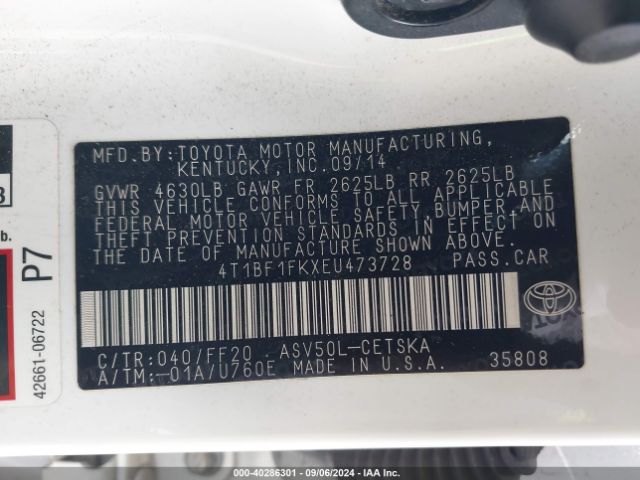 MFD.BY:TOYOTA MOTOR MANUFACTURING,
KENTUCKY,INC.09/14
GVWR 4630LB GAWR FR 2625LB RR 2625LB
THIS VEHICLE CONFORMS TO ALL APPLICABLE
FEDERAL MOTOR VEHICLE SAFETY,BUMPER,AND
THEFT PREVENTION STANDARDS IN EFFECT ON
THE DATE OF MANUFACTURE SHOWN ABOVE.
4T1BF1FKXEU473728 PASS.CAR
C/TR:040/FF20 ASV50L-CETSKA
A/TM:-01A/U760E MADE IN U.S.A. 35808
b.
P7
42661-06722
000-40286301 - 09/06/2024 - IAA Inc.